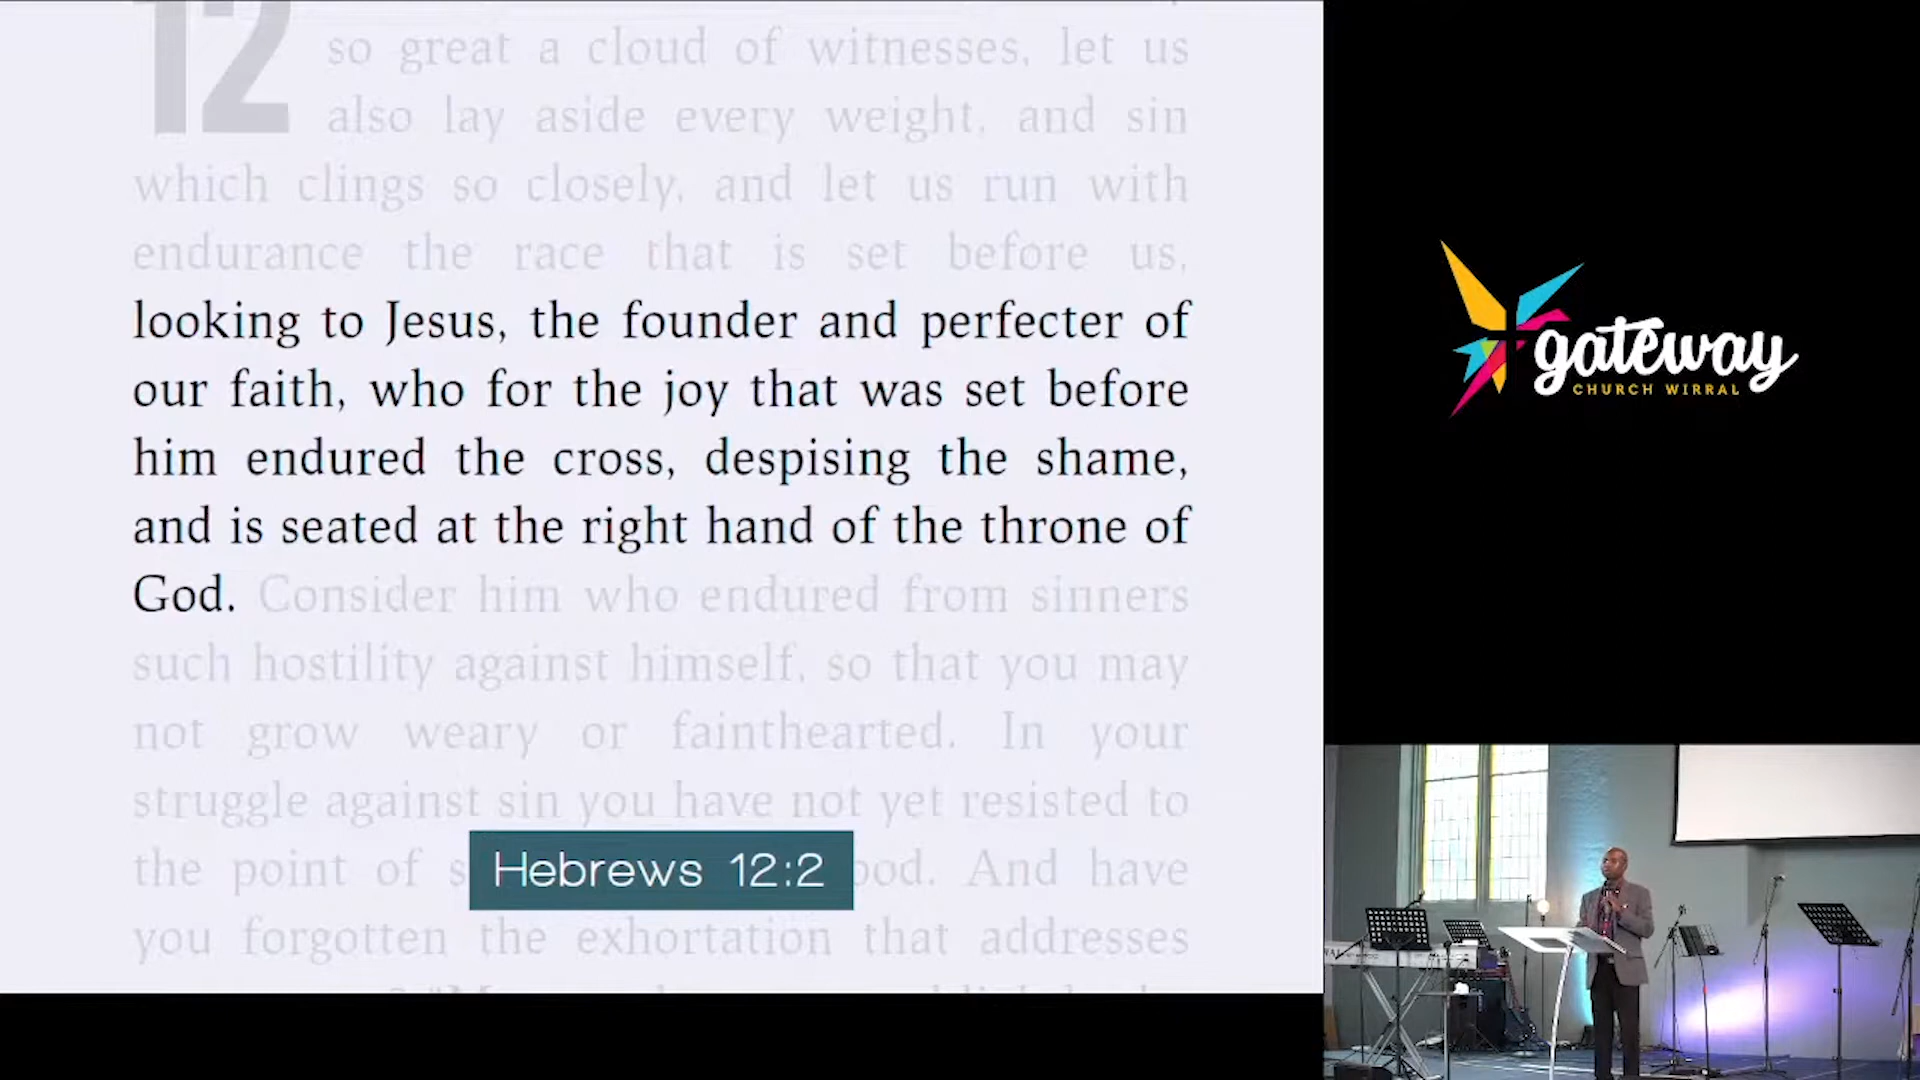 12
so great a cloud of witnesses, let us
also lay aside every weight, and sin
which clings so closely, and let us run with
endurance the race that is set before us,
looking to Jesus, the founder and perfecter of
our faith, who for the joy that was set before
him endured the cross, despising the shame,
and is seated at the right hand of the throne of
God. Consider him who endured from sinners
such hostility against himself, so that you may
not grow weary or fainthearted. In your
struggle against sin you have not yet resisted to
the point of s ood. And have
Hebrews 12:2
you forgotten the exhortation that addresses
gateway
CHURCH WIRRAL